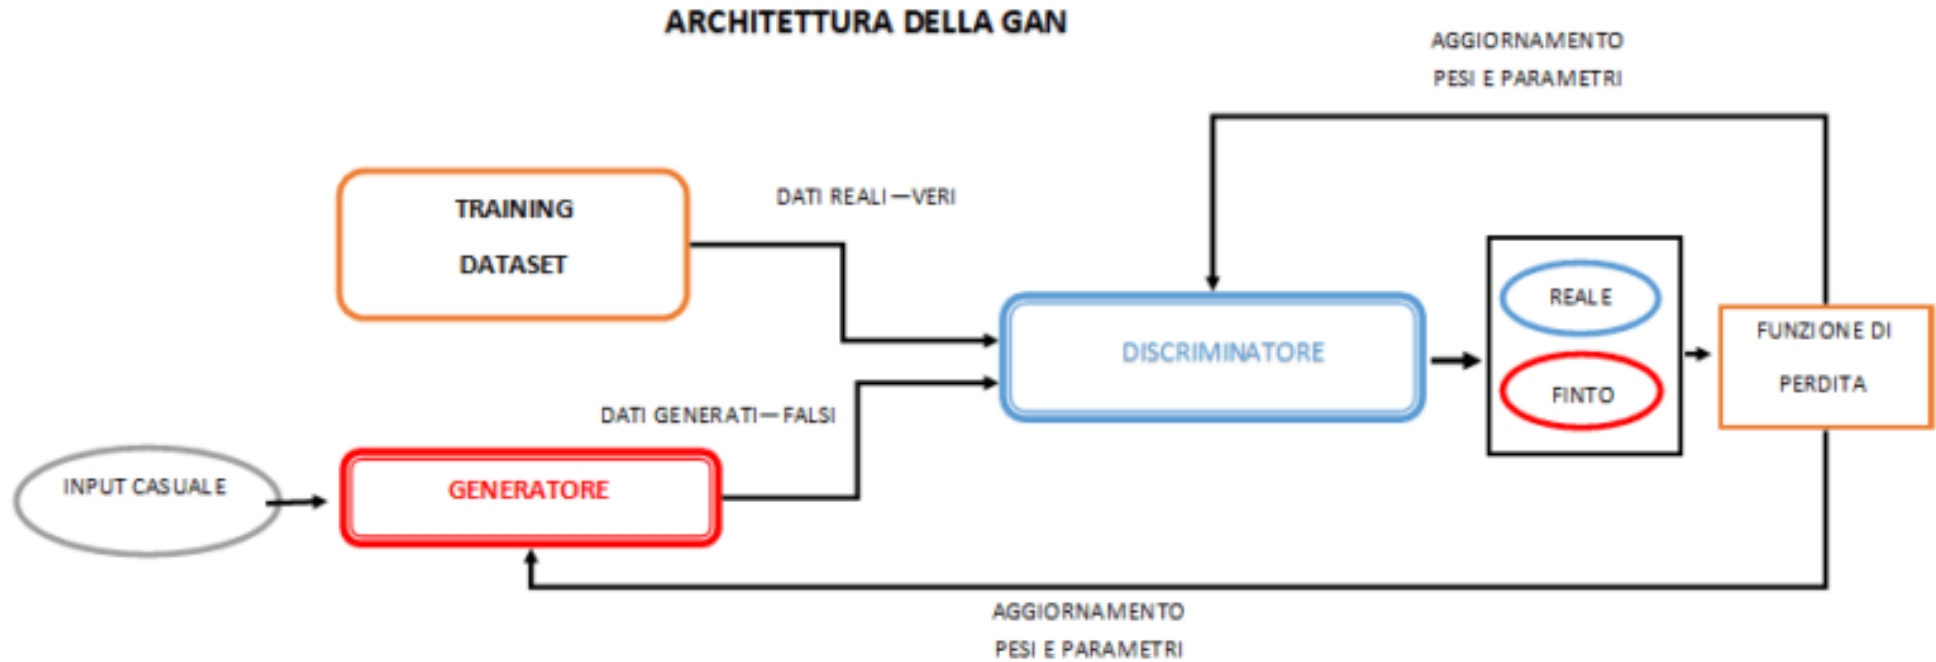 ARCHITETTURA DELLA GAN
AGGIORNAMENTO
PESI E PARAMETRI
TRAINING
DATASET
DATI REALI—VERI
DISCRIMINATORE
REALE
FINTO
FUNZIONE DI
PERDITA
DATI GENERATI—FALSI
INPUT CASUALE
GENERATORE
AGGIORNAMENTO
PESI E PARAMETRI